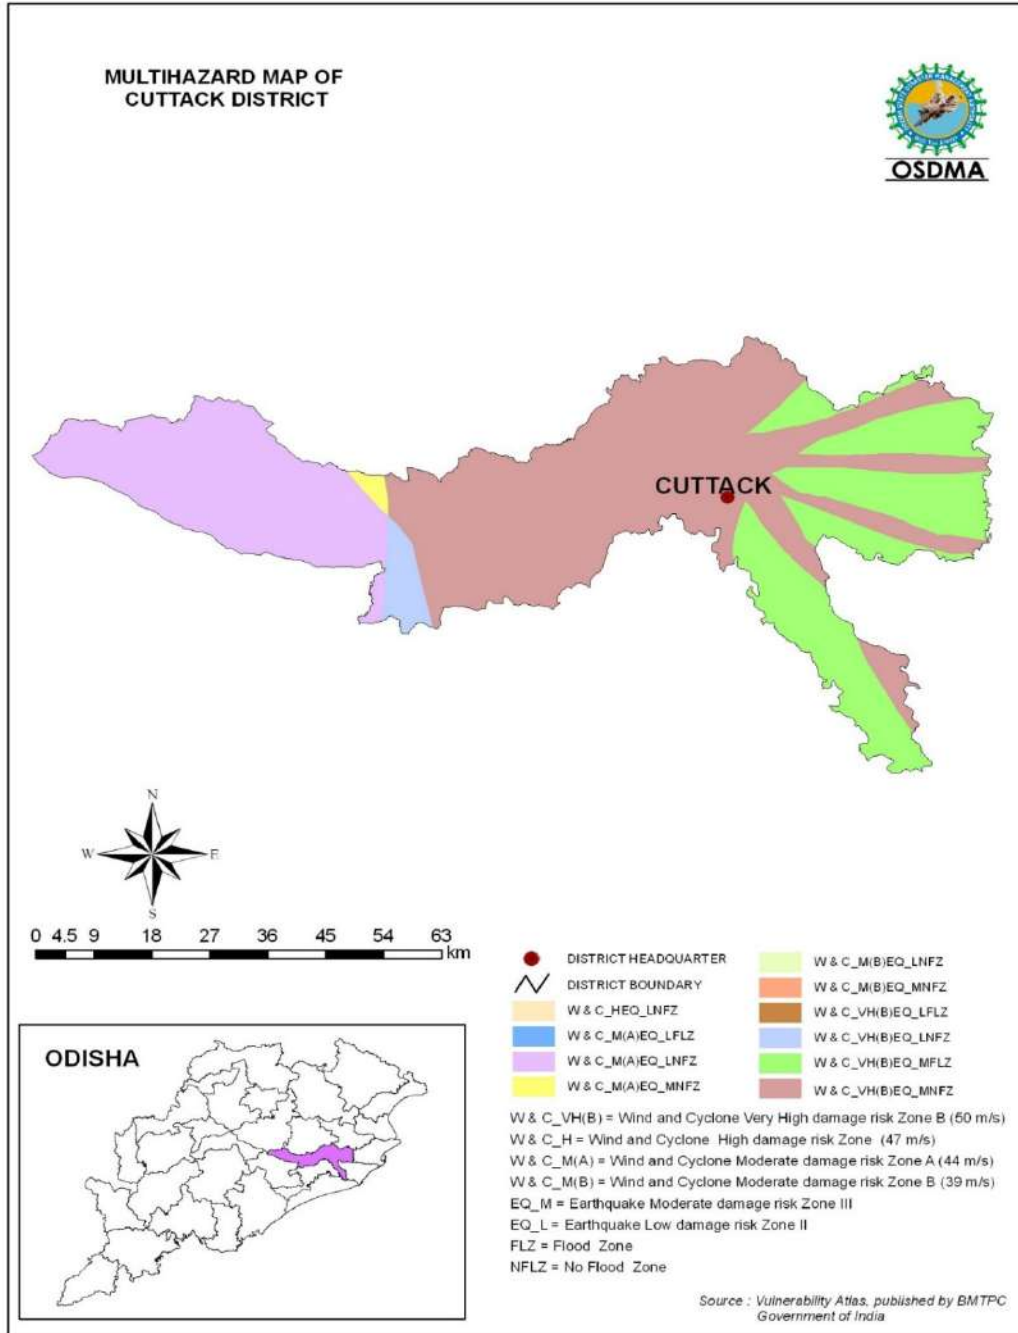 MULTIHAZARD MAP OF
CUTTACK DISTRICT
OSDMA
CUTTACK
N
W
E
S
0 4.5 9 18 27 36 45 54 63
km
DISTRICT HEADQUARTER
DISTRICT BOUNDARY
W & C_HEQ_LNFZ
W & C_M(A)EQ_LFLZ
W & C_M(A)EQ_LNFZ
W & C_M(A)EQ_MNFZ
W & C_M(B)EQ_LNFZ
W & C_M(B)EQ_MNFZ
W & C_VH(B)EQ_LFLZ
W & C_VH(B)EQ_LNFZ
W & C_VH(B)EQ_MFLZ
W & C_VH(B)EQ_MNFZ
W & C_VH(B) = Wind and Cyclone Very High damage risk Zone B (50 m/s)
W & C_H = Wind and Cyclone High damage risk Zone (47 m/s)
W & C_M(A) = Wind and Cyclone Moderate damage risk Zone A (44 m/s)
W & C_M(B) = Wind and Cyclone Moderate damage risk Zone B (39 m/s)
EQ_M = Earthquake Moderate damage risk Zone III
EQ_L = Earthquake Low damage risk Zone II
FLZ = Flood Zone
NFLZ = No Flood Zone
ODISHA
Source : Vulnerability Atlas, published by BMTPC
Government of India